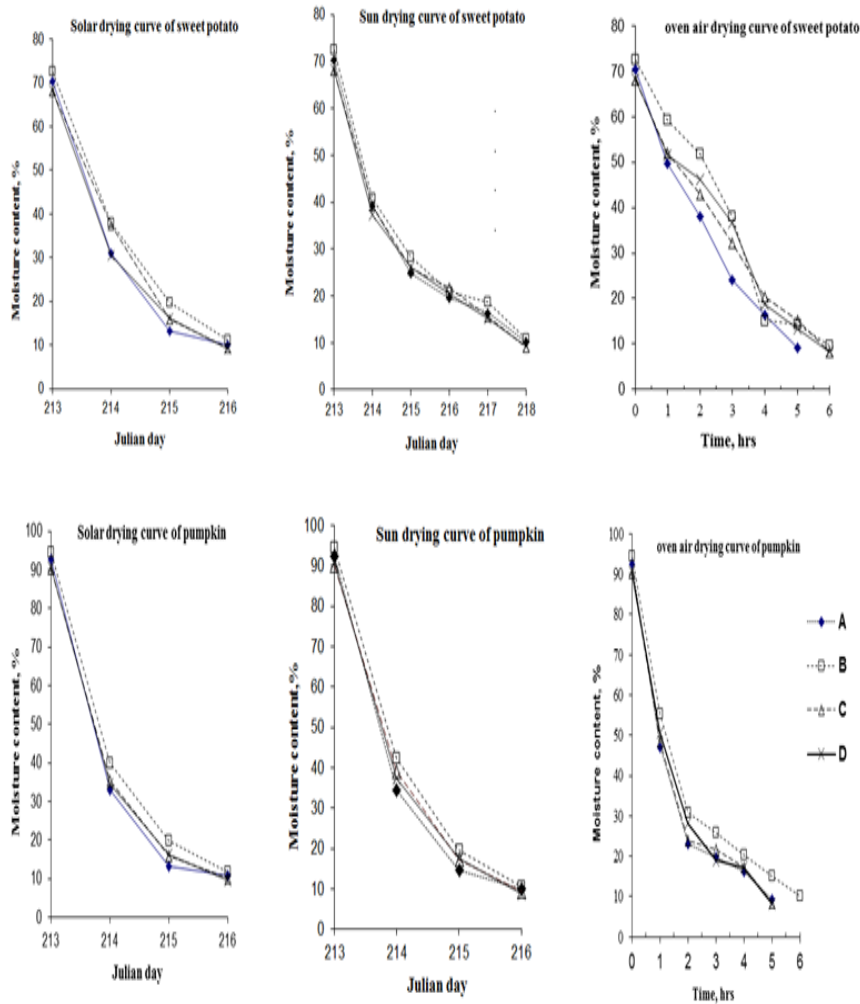 Solar drying curve of sweet potato
80
70
60
50
40
30
20
10
0
Moisture content, %
213 214 215 216
Julian day
Sun drying curve of sweet potato
80
70
60
50
40
30
20
10
0
Moisture content, %
213 214 215 216 217 218
Julian day
oven air drying curve of sweet potato
80
70
60
50
40
30
20
10
0
Moisture content, %
0 1 2 3 4 5 6
Time, hrs
Solar drying curve of pumpkin
100
90
80
70
60
50
40
30
20
10
0
Moisture content, %
213 214 215 216
Julian day
Sun drying curve of pumpkin
100
90
80
70
60
50
40
30
20
10
0
Moisture content, %
213 214 215 216
Julian day
oven air drying curve of pumpkin
100
90
80
70
60
50
40
30
20
10
0
Moisture content, %
0 1 2 3 4 5 6
Time, hrs
A
B
C
D